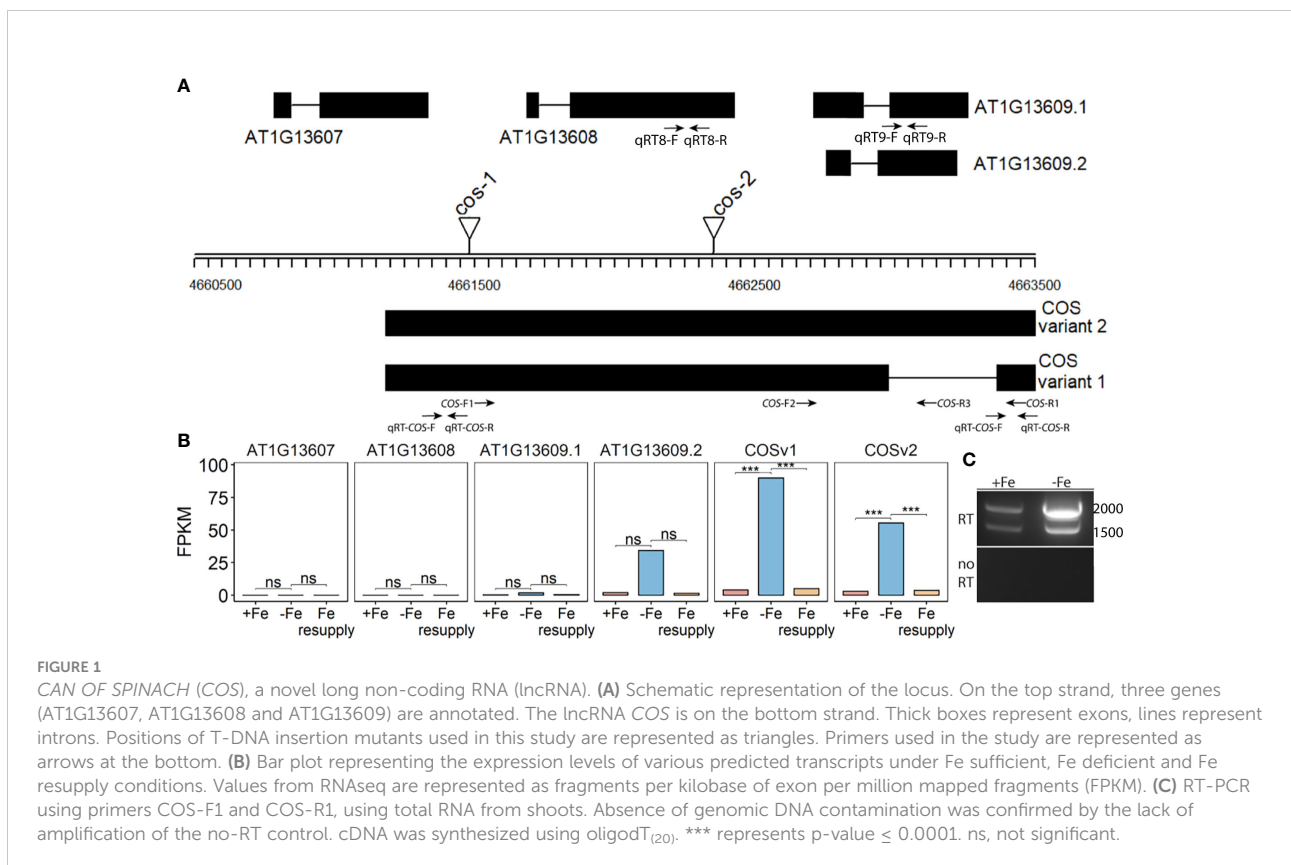 A
AT1G13607
AT1G13608
qRT8-F
qRT8-R
AT1G13609.1
qRT9-F
qRT9-R
AT1G13609.2
cos-1
cos-2
4660500
4661500
4662500
4663500
COS
variant 2
COS
variant 1
COS-F1
COS-F2
COS-R3
COS-R1
qRT-COS-F
qRT-COS-R
qRT-COS-F
qRT-COS-R
B
AT1G13607
AT1G13608
AT1G13609.1
AT1G13609.2
COSv1
COSv2
FPKM
100
75
50
25
0
ns ns
ns ns
ns ns
ns ns
*** ***
*** ***
+Fe -Fe Fe
resupply
+Fe -Fe Fe
resupply
+Fe -Fe Fe
resupply
+Fe -Fe Fe
resupply
+Fe -Fe Fe
resupply
+Fe -Fe Fe
resupply
C
+Fe -Fe
RT
2000
1500
no
RT
FIGURE 1
CAN OF SPINACH (COS), a novel long non-coding RNA (lncRNA). (A) Schematic representation of the locus. On the top strand, three genes
(AT1G13607, AT1G13608 and AT1G13609) are annotated. The lncRNA COS is on the bottom strand. Thick boxes represent exons, lines represent
introns. Positions of T-DNA insertion mutants used in this study are represented as triangles. Primers used in the study are represented as
arrows at the bottom. (B) Bar plot representing the expression levels of various predicted transcripts under Fe sufficient, Fe deficient and Fe
resupply conditions. Values from RNAseq are represented as fragments per kilobase of exon per million mapped fragments (FPKM). (C) RT-PCR
using primers COS-F1 and COS-R1, using total RNA from shoots. Absence of genomic DNA contamination was confirmed by the lack of
amplification of the no-RT control. cDNA was synthesized using oligodT(20). *** represents p-value ≤ 0.0001. ns, not significant.